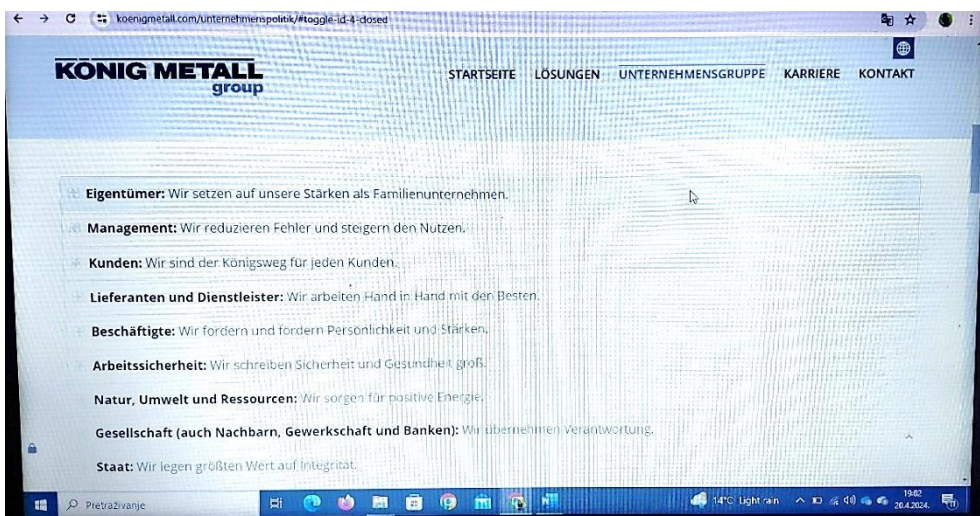 koenigmetall.com/unternehmenspolitik/#toggle-id-4-closed
KÖNIG METALL
group
STARTSEITE LÖSUNGEN UNTERNEHMENSGRUPPE KARRIERE KONTAKT
Eigentümer: Wir setzen auf unsere Stärken als Familienunternehmen.
Management: Wir reduzieren Fehler und steigern den Nutzen.
Kunden: Wir sind der Königsweg für jeden Kunden.
Lieferanten und Dienstleister: Wir arbeiten Hand in Hand mit den Besten.
Beschäftigte: Wir fordern und fördern Persönlichkeit und Stärken.
Arbeitssicherheit: Wir schreiben Sicherheit und Gesundheit groß.
Natur, Umwelt und Ressourcen: Wir sorgen für positive Energie.
Gesellschaft (auch Nachbarn, Gewerkschaft und Banken): Wir übernehmen Verantwortung.
Staat: Wir legen größten Wert auf Integrität.
Pretraživanje
14°C Light rain
19:02
20.4.2024.